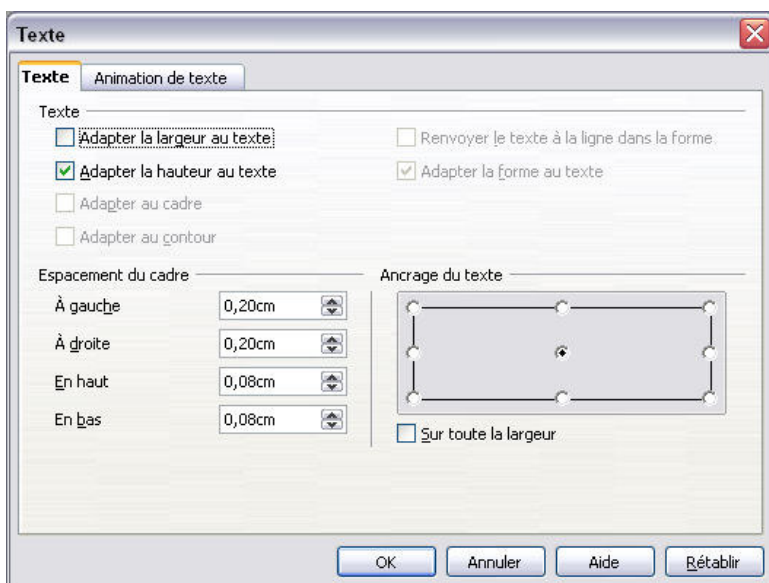 Texte
Texte Animation de texte
Texte
Adapter la largeur au texte
Renvoyer le texte à la ligne dans la forme
Adapter la hauteur au texte
Adapter la forme au texte
Adapter au cadre
Adapter au contour
Espacement du cadre
Ancrage du texte
À gauche 0,20cm
À droite 0,20cm
En haut 0,08cm
En bas 0,08cm
Sur toute la largeur
OK Annuler Aide Rétablir